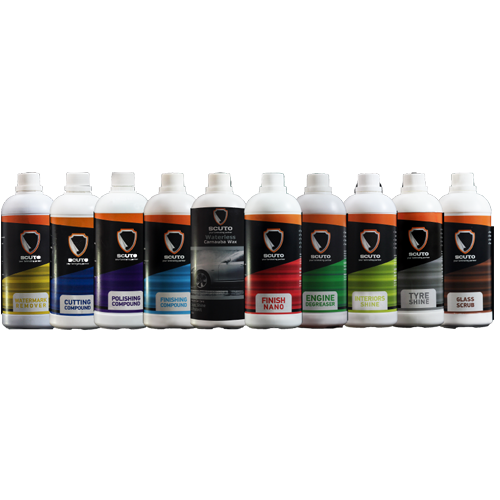 SCUTO
WATERMARK
REMOVER
SCUTO
CUTTING
COMPOUND
SCUTO
POLISHING
COMPOUND
SCUTO
FINISHING
COMPOUND
SCUTO
Waterless
Carnauba Wax
SCUTO
FINISH
NANO
SCUTO
ENGINE
DEGREASER
SCUTO
INTERIORS
SHINE
SCUTO
TYRE
SHINE
SCUTO
GLASS
SCRUB